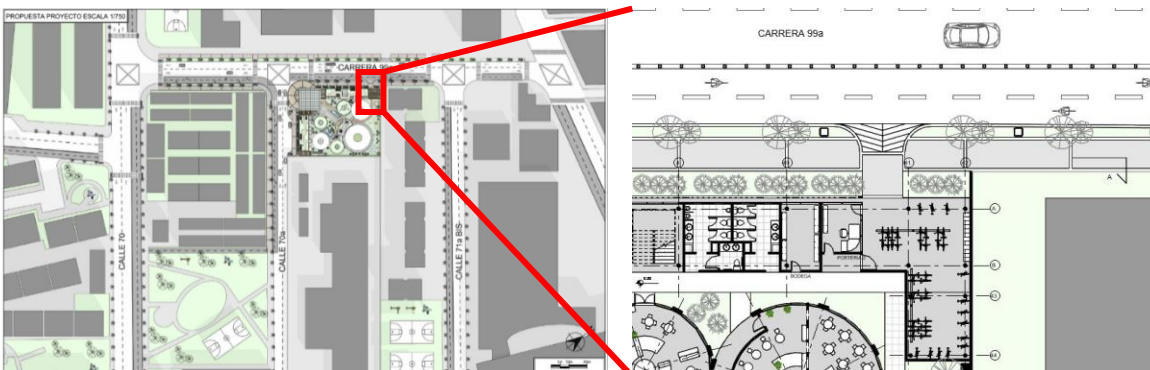 PROPUESTA PROYECTO ESCALA 1/750
CARRERA 99a
CALLE 70
CALLE 70a
CALLE 71a BIS
CARRERA 99a
A
A
B
PORTERIA
BODEGA